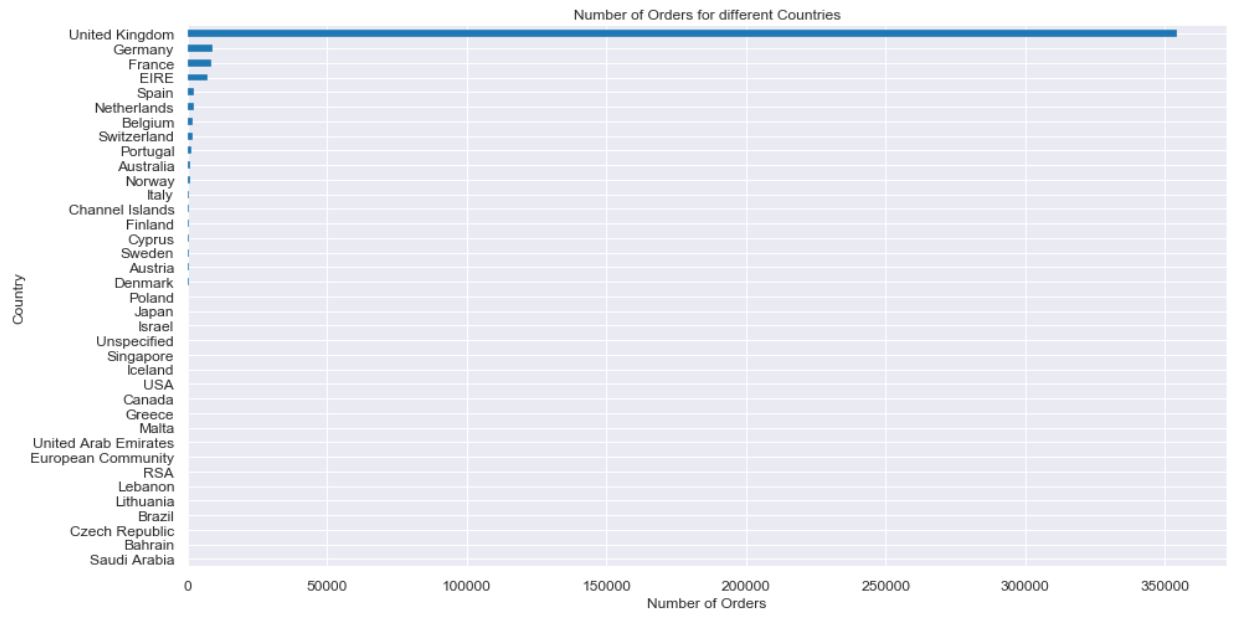 Number of Orders for different Countries
United Kingdom
Germany
France
EIRE
Spain
Netherlands
Belgium
Switzerland
Portugal
Australia
Norway
Italy
Channel Islands
Finland
Cyprus
Sweden
Austria
Denmark
Poland
Japan
Israel
Unspecified
Singapore
Iceland
USA
Canada
Greece
Malta
United Arab Emirates
European Community
RSA
Lebanon
Lithuania
Brazil
Czech Republic
Bahrain
Saudi Arabia
Country
0 50000 100000 150000 200000 250000 300000 350000
Number of Orders